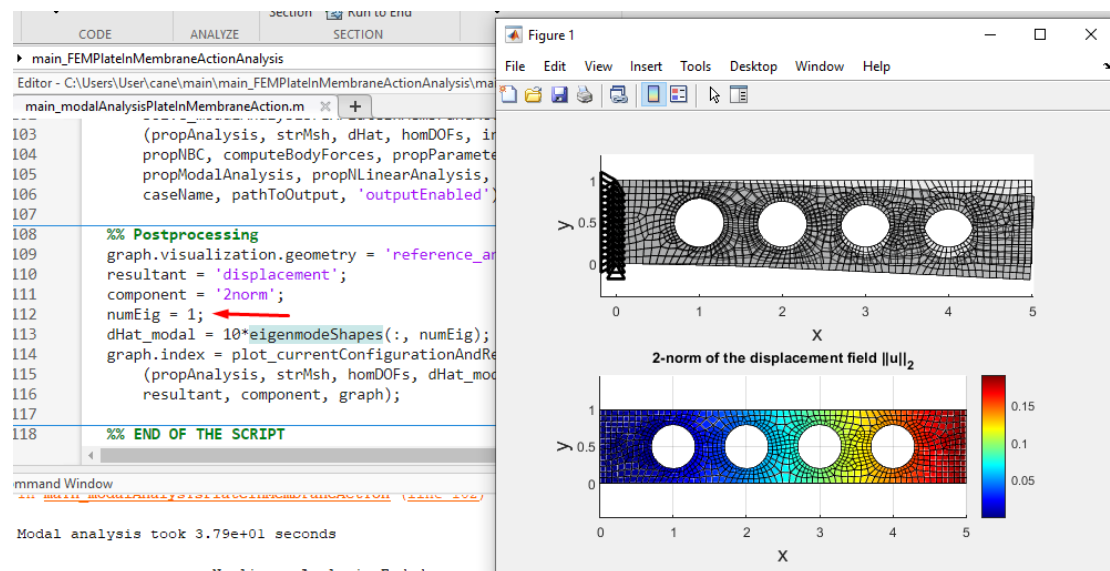 Section Run to End
CODE ANALYZE SECTION
main_FEMPlateInMembraneActionAnalysis
Editor - C:\Users\User\cane\main\main_FEMPlateInMembraneActionAnalysis\ma
main_modalAnalysisPlateInMembraneAction.m
103 (propAnalysis, strMsh, dHat, homDOFs, in
104 propNBC, computeBodyForces, propParamete
105 propModalAnalysis, propNLinearAnalysis,
106 caseName, pathToOutput, 'outputEnabled')
107
108 %% Postprocessing
109 graph.visualization.geometry = 'reference_an
110 resultant = 'displacement';
111 component = '2norm';
112 numEig = 1;
113 dHat_modal = 10*eigenmodeShapes(:, numEig);
114 graph.index = plot_currentConfigurationAndRe
115 (propAnalysis, strMsh, homDOFs, dHat_mod
116 resultant, component, graph);
117
118 %% END OF THE SCRIPT
mmand Window
Modal analysis took 3.79e+01 seconds
Figure 1
File Edit View Insert Tools Desktop Window Help
1
0.5
0
y
0 1 2 3 4 5
x
2-norm of the displacement field ||u||2
1
0.5
0
y
0 1 2 3 4 5
x
0.15
0.1
0.05